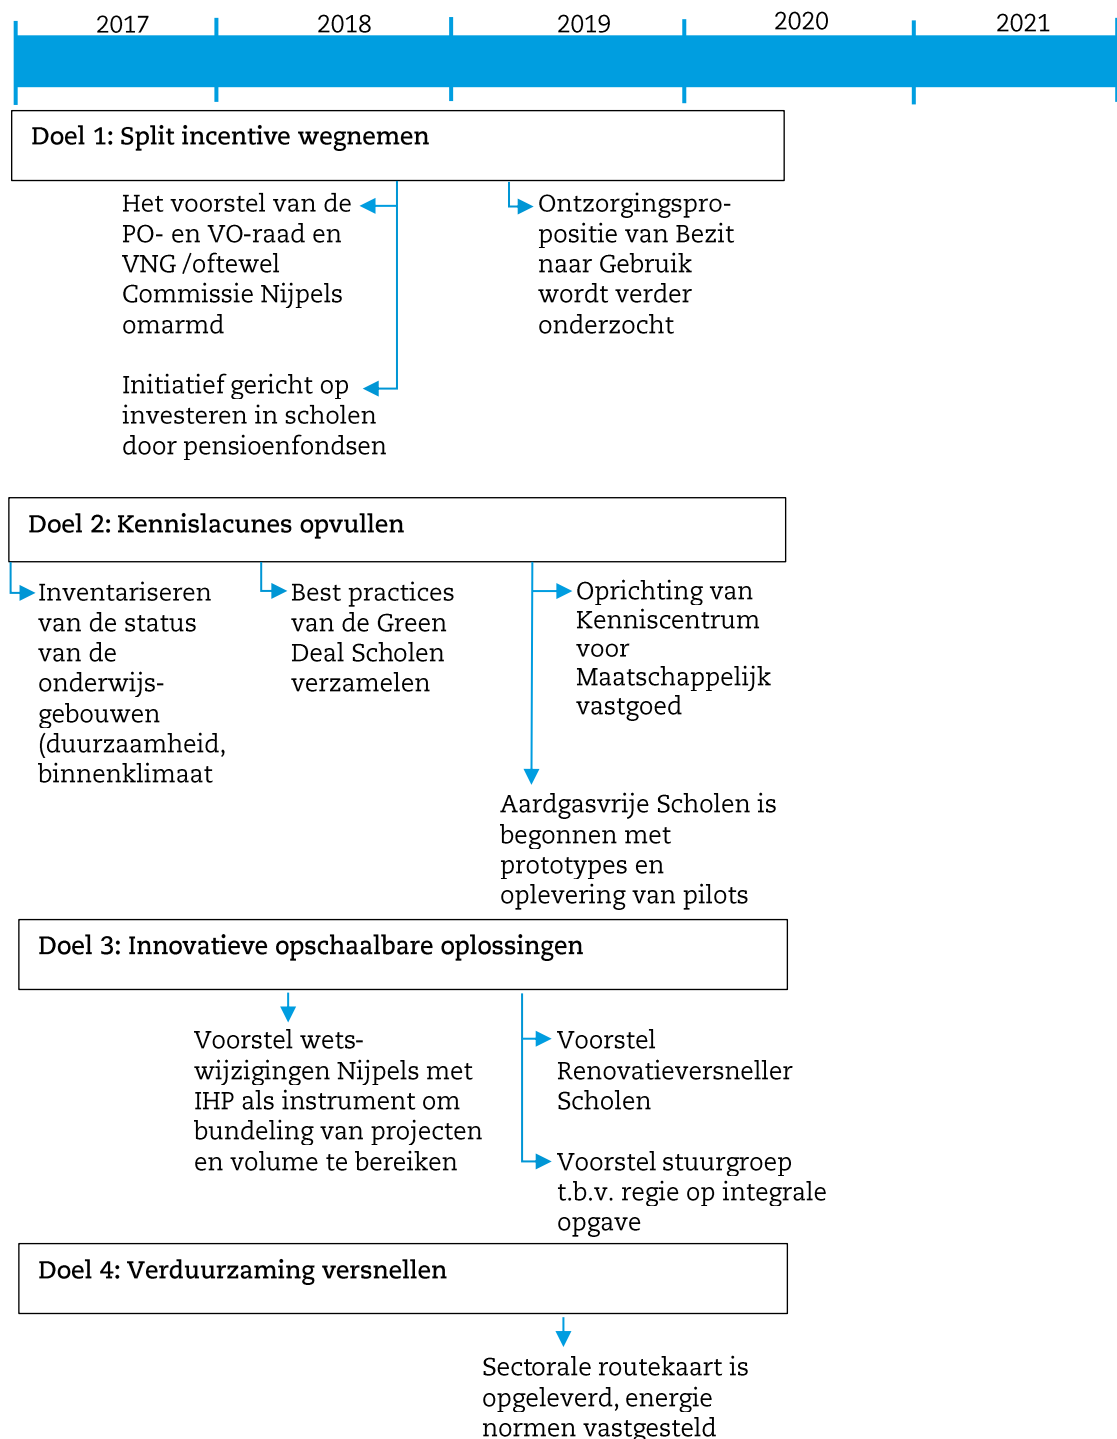 2017
2018
2019
2020
2021
Doel 1: Split incentive wegnemen
Het voorstel van de
PO- en VO-raad en
VNG /oftewel
Commissie Nijpels
omarmd
Initiatief gericht op
investeren in scholen
door pensioenfondsen
Ontzorgingspro-
positie van Bezit
naar Gebruik
wordt verder
onderzocht
Doel 2: Kennislacunes opvullen
Inventariseren
van de status
van de
onderwijs-
gebouwen
(duurzaamheid,
binnenklimaat
Best practices
van de Green
Deal Scholen
verzamelen
Oprichting van
Kenniscentrum
voor
Maatschappelijk
vastgoed
Aardgasvrije Scholen is
begonnen met
prototypes en
oplevering van pilots
Doel 3: Innovatieve opschaalbare oplossingen
Voorstel wets-
wijzigingen Nijpels met
IHP als instrument om
bundeling van projecten
en volume te bereiken
Voorstel
Renovatieversneller
Scholen
Voorstel stuurgroep
t.b.v. regie op integrale
opgave
Doel 4: Verduurzaming versnellen
Sectorale routekaart is
opgeleverd, energie
normen vastgesteld